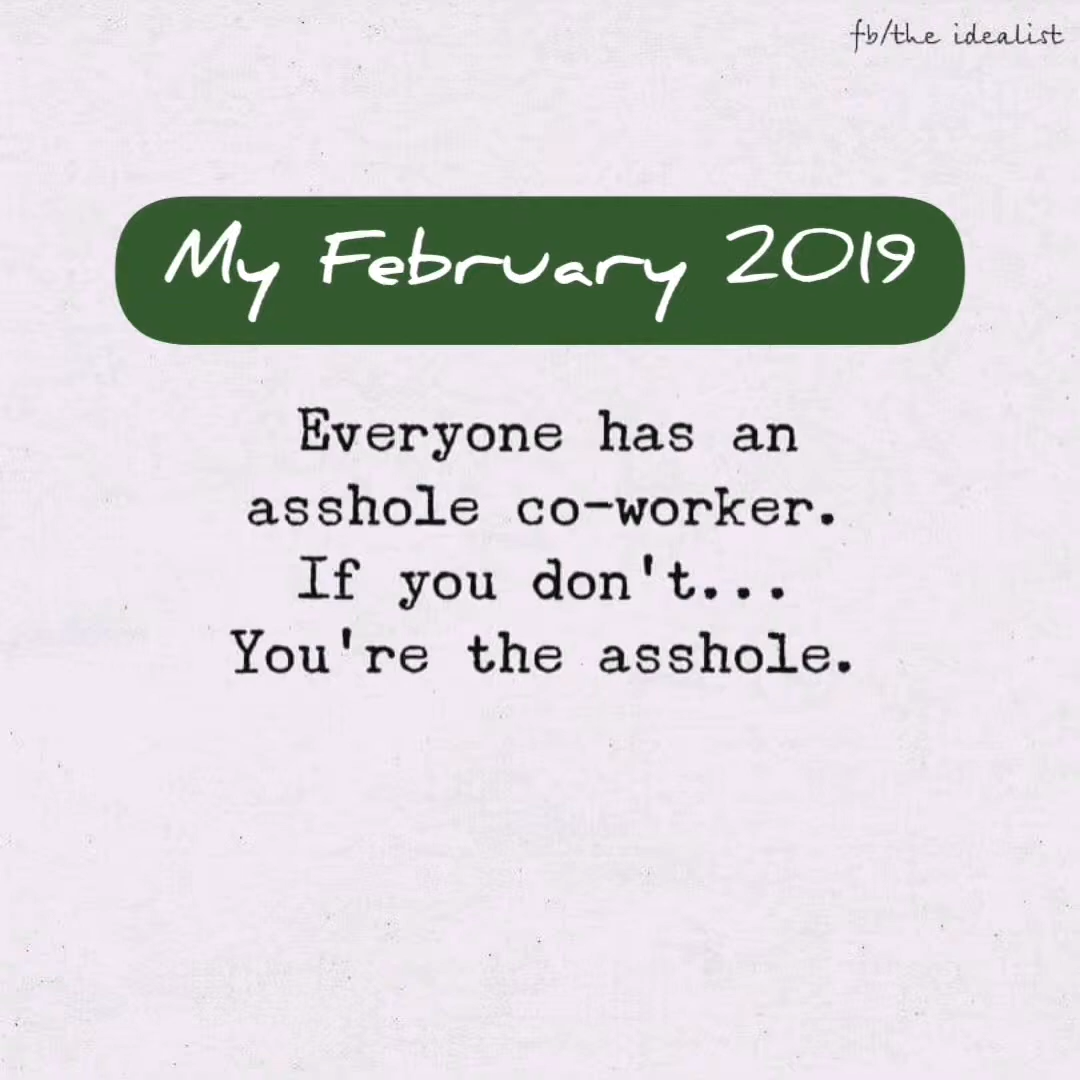 fb/the idealist
My February 2019
Everyone has an
asshole co-worker.
If you don't...
You're the asshole.